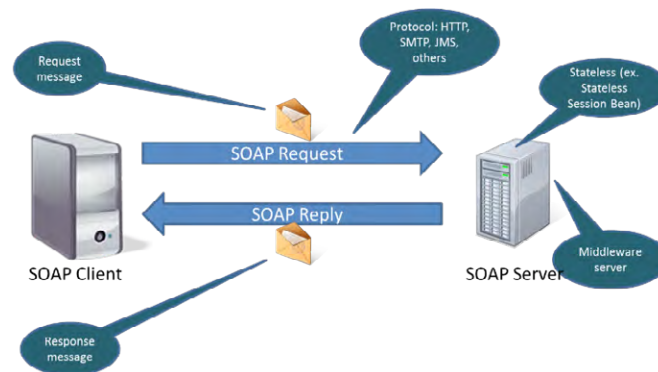 Protocol: HTTP,
SMTP, JMS,
others
Request
message
Stateless (ex.
Stateless
Session Bean)
SOAP Request
SOAP Reply
Middleware
server
SOAP Client
SOAP Server
Response
message